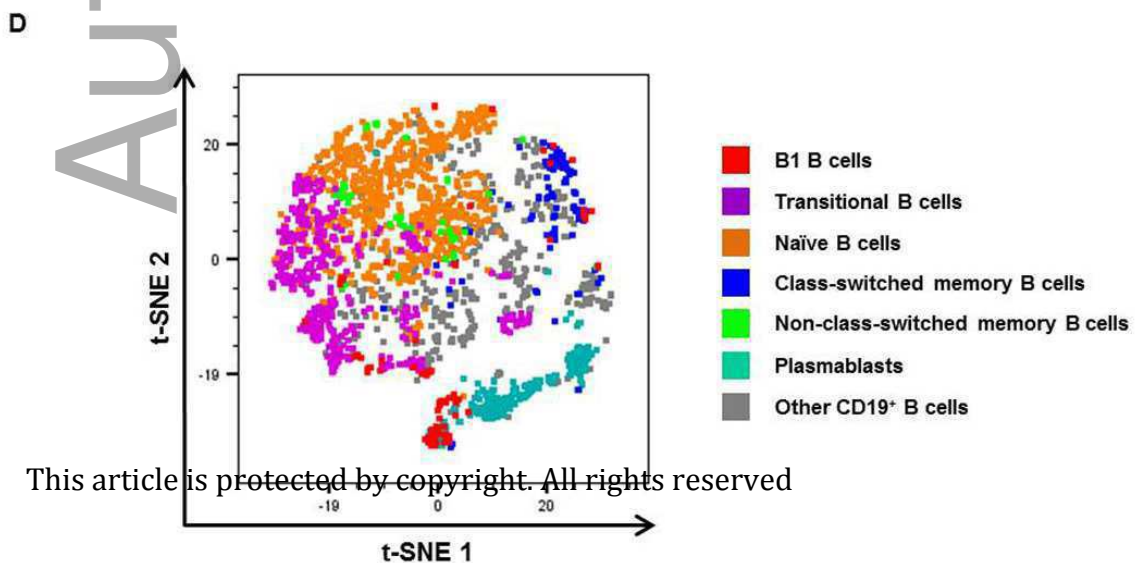 D
Au
t-SNE 2
20
0
-19
B1 B cells
Transitional B cells
Naïve B cells
Class-switched memory B cells
Non-class-switched memory B cells
Plasmablasts
Other CD19⁺ B cells
This article is protected by copyright. All rights reserved
-19 0 20
t-SNE 1